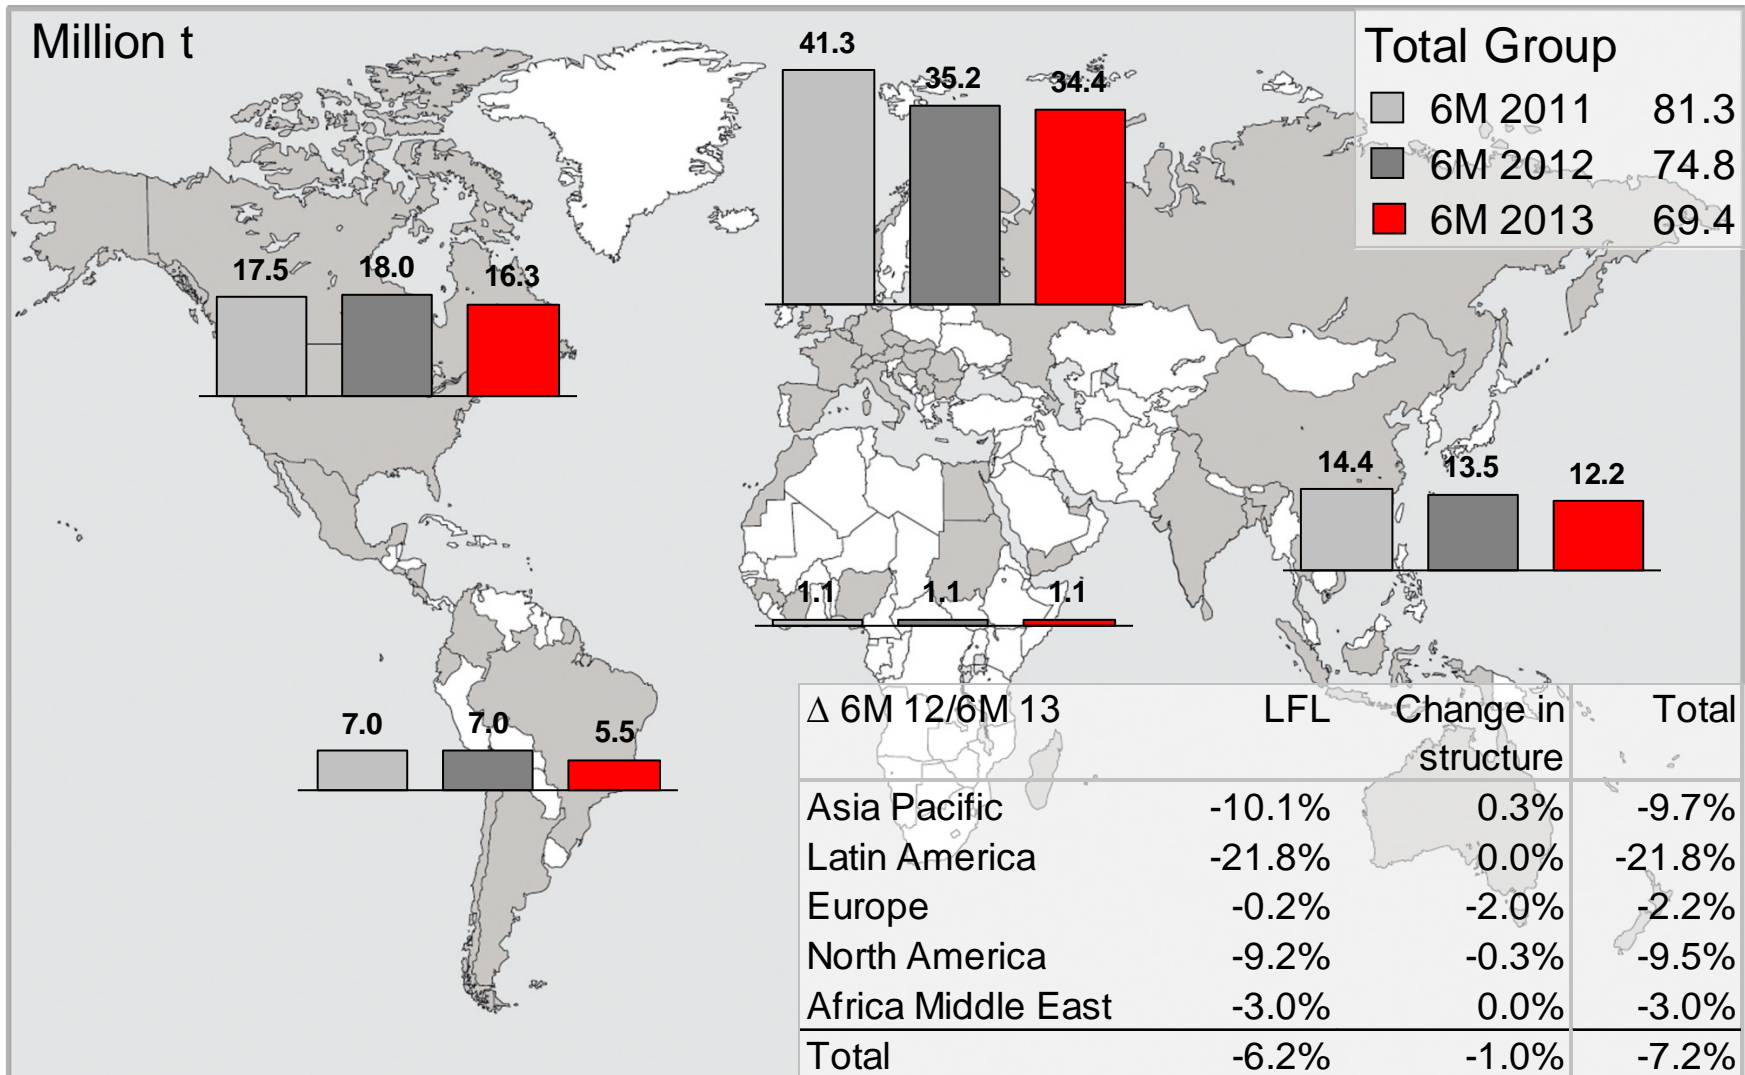 Million t
Total Group
6M 2011 81.3
6M 2012 74.8
6M 2013 69.4
41.3
35.2
34.4
17.5
18.0
16.3
14.4
13.5
12.2
1.1
1.1
1.1
7.0
7.0
5.5
Δ 6M 12/6M 13 LFL Change in Total
structure
Asia Pacific -10.1% 0.3% -9.7%
Latin America -21.8% 0.0% -21.8%
Europe -0.2% -2.0% -2.2%
North America -9.2% -0.3% -9.5%
Africa Middle East -3.0% 0.0% -3.0%
Total -6.2% -1.0% -7.2%